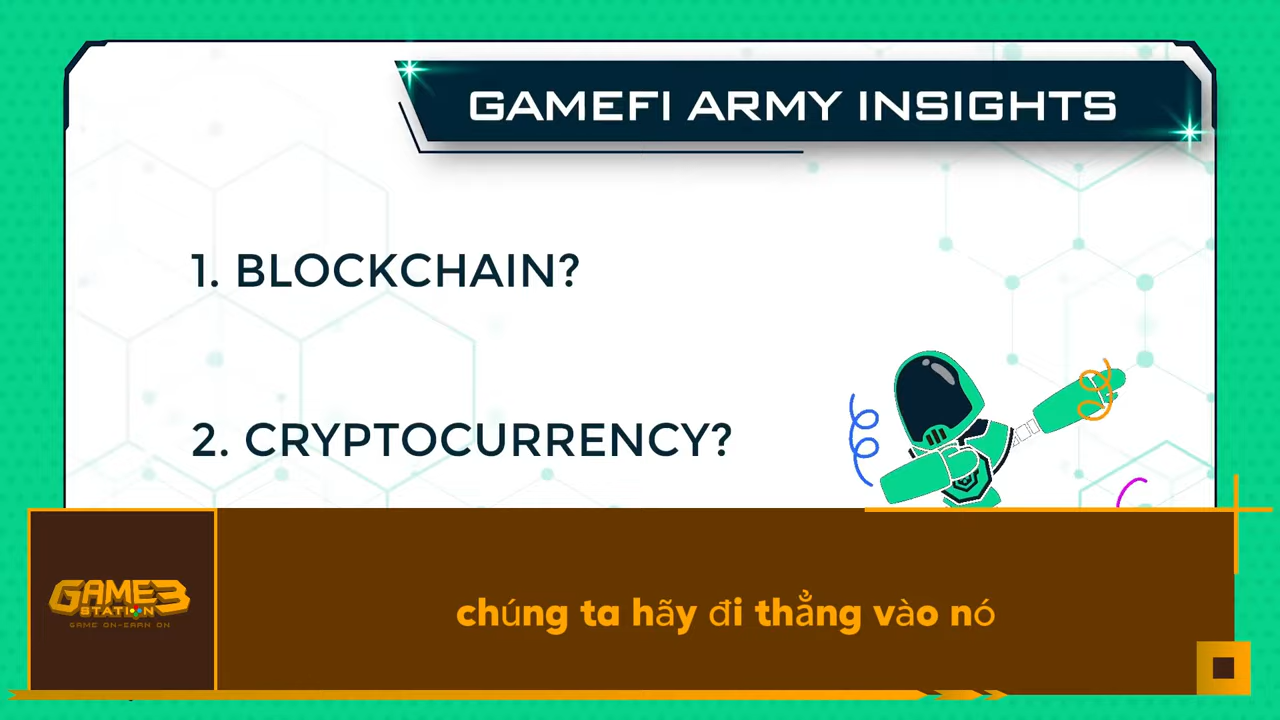 GAMEFI ARMY INSIGHTS
1. BLOCKCHAIN?
2. CRYPTOCURRENCY?
GAME3
STATION
GAME ON-EARN ON
chúng ta hãy đi thẳng vào nó